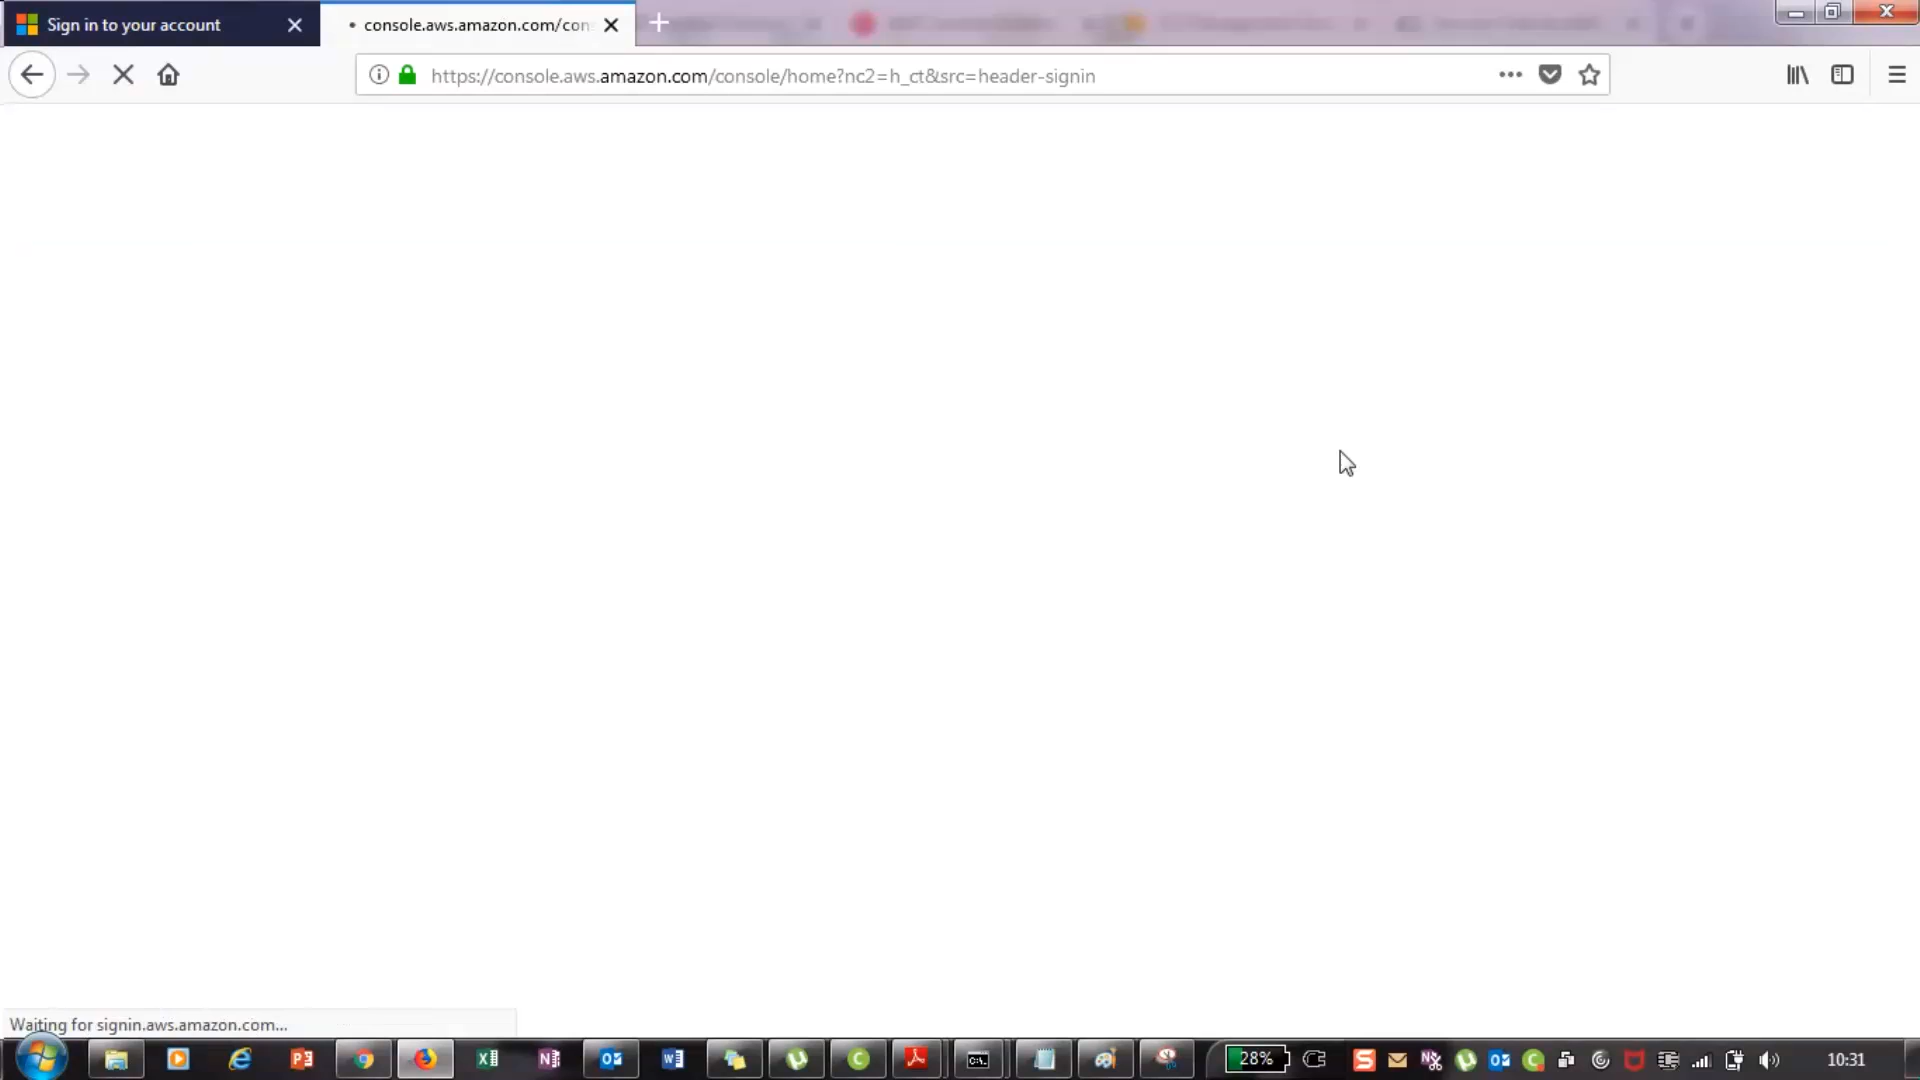 Sign in to your account
console.aws.amazon.com/con
https://console.aws.amazon.com/console/home?nc2=h_ct&src=header-signin
Waiting for signin.aws.amazon.com...
28%
10:31